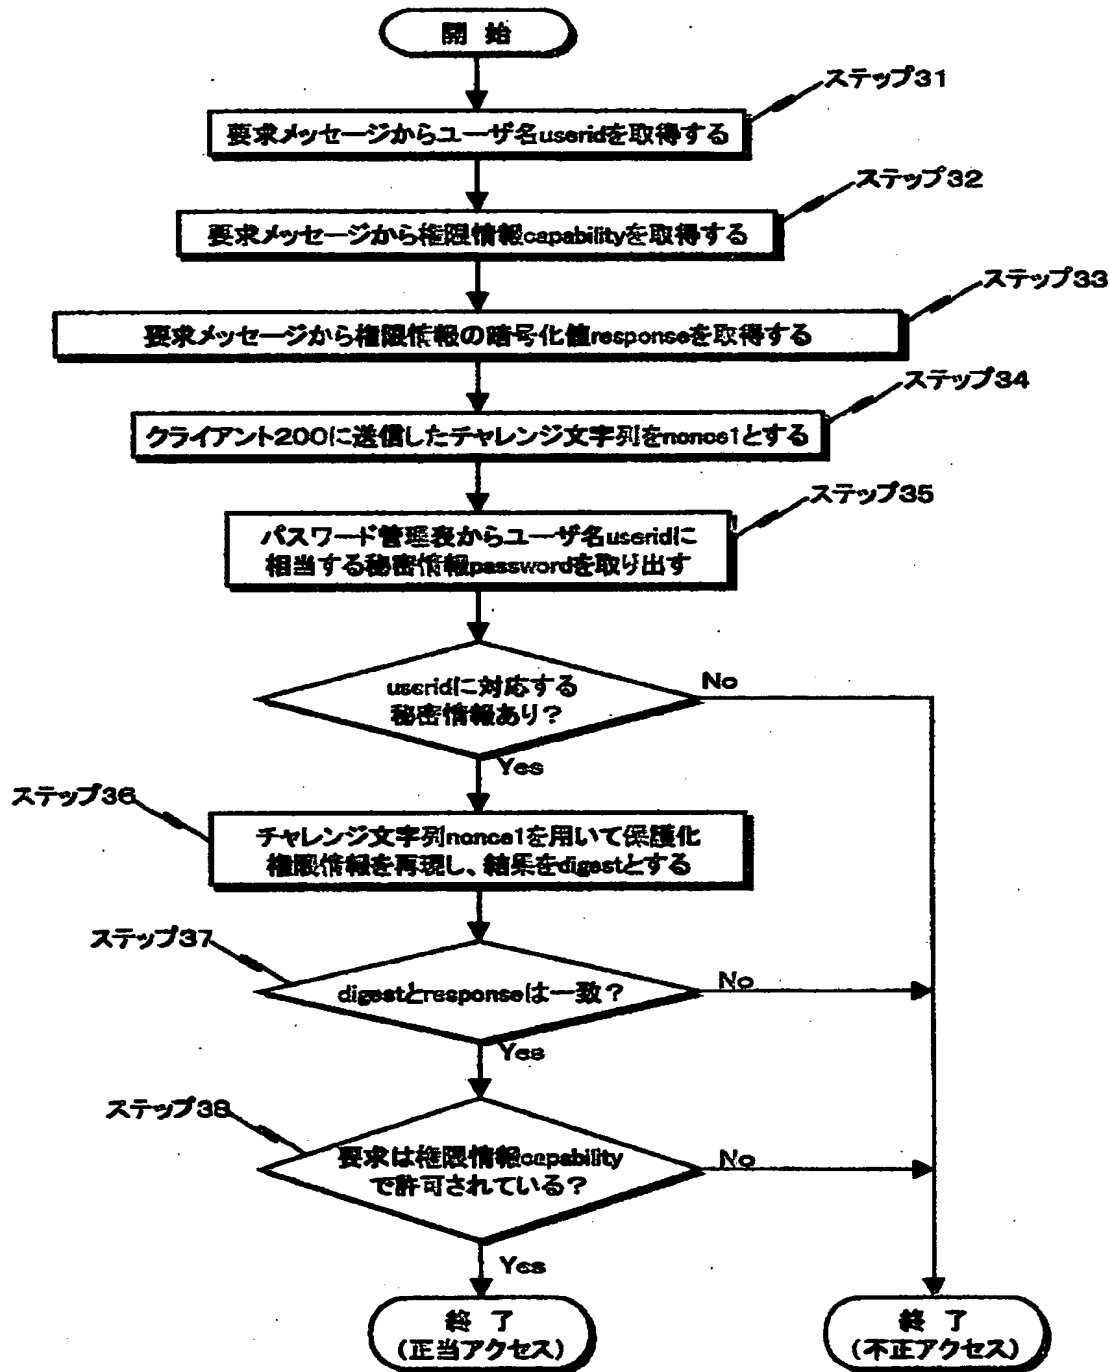 開 始
ステップ31
要求メッセージからユーザ名useridを取得する
ステップ32
要求メッセージから権限情報capabilityを取得する
ステップ33
要求メッセージから権限情報の暗号化値responseを取得する
ステップ34
クライアント200に送信したチャレンジ文字列をnonce1とする
ステップ35
パスワード管理表からユーザ名useridに
相当する秘密情報passwordを取り出す
useridに対応する
秘密情報あり?
No
Yes
ステップ36
チャレンジ文字列nonce1を用いて保護化
権限情報を再現し、結果をdigestとする
ステップ37
digestとresponseは一致?
No
Yes
ステップ38
要求は権限情報capability
で許可されている?
No
Yes
終 了
(正当アクセス)
終 了
(不正アクセス)